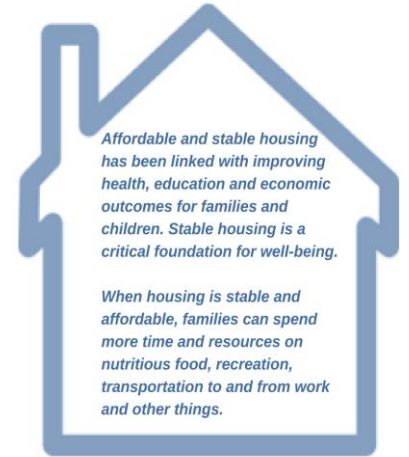 Affordable and stable housing
has been linked with improving
health, education and economic
outcomes for families and
children. Stable housing is a
critical foundation for well-being.
When housing is stable and
affordable, families can spend
more time and resources on
nutritious food, recreation,
transportation to and from work
and other things.